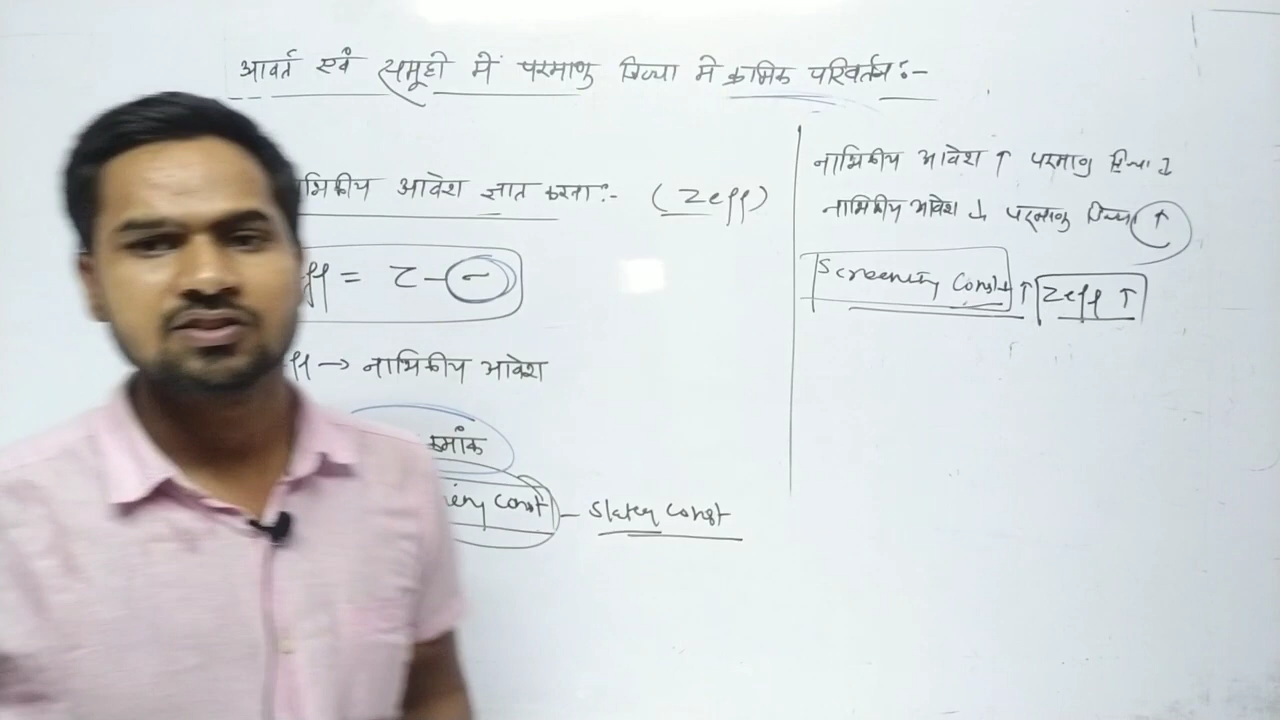 आवर्त एवं समूहो में परमाणु त्रिज्या मे क्रमिक परिवर्तन :-
भिकीय आवेश ज्ञात करना:- (Zeff)
ff = Z -
ff → नाभिकीय आवेश
क्रमांक
Const - Slater Const
नाभिकीय आवेश ↑ परमाणु त्रिज्या ↓
नाभिकीय आवेश ↓ परमाणु त्रिज्या ↑
Screening Const ↑ Zeff ↑